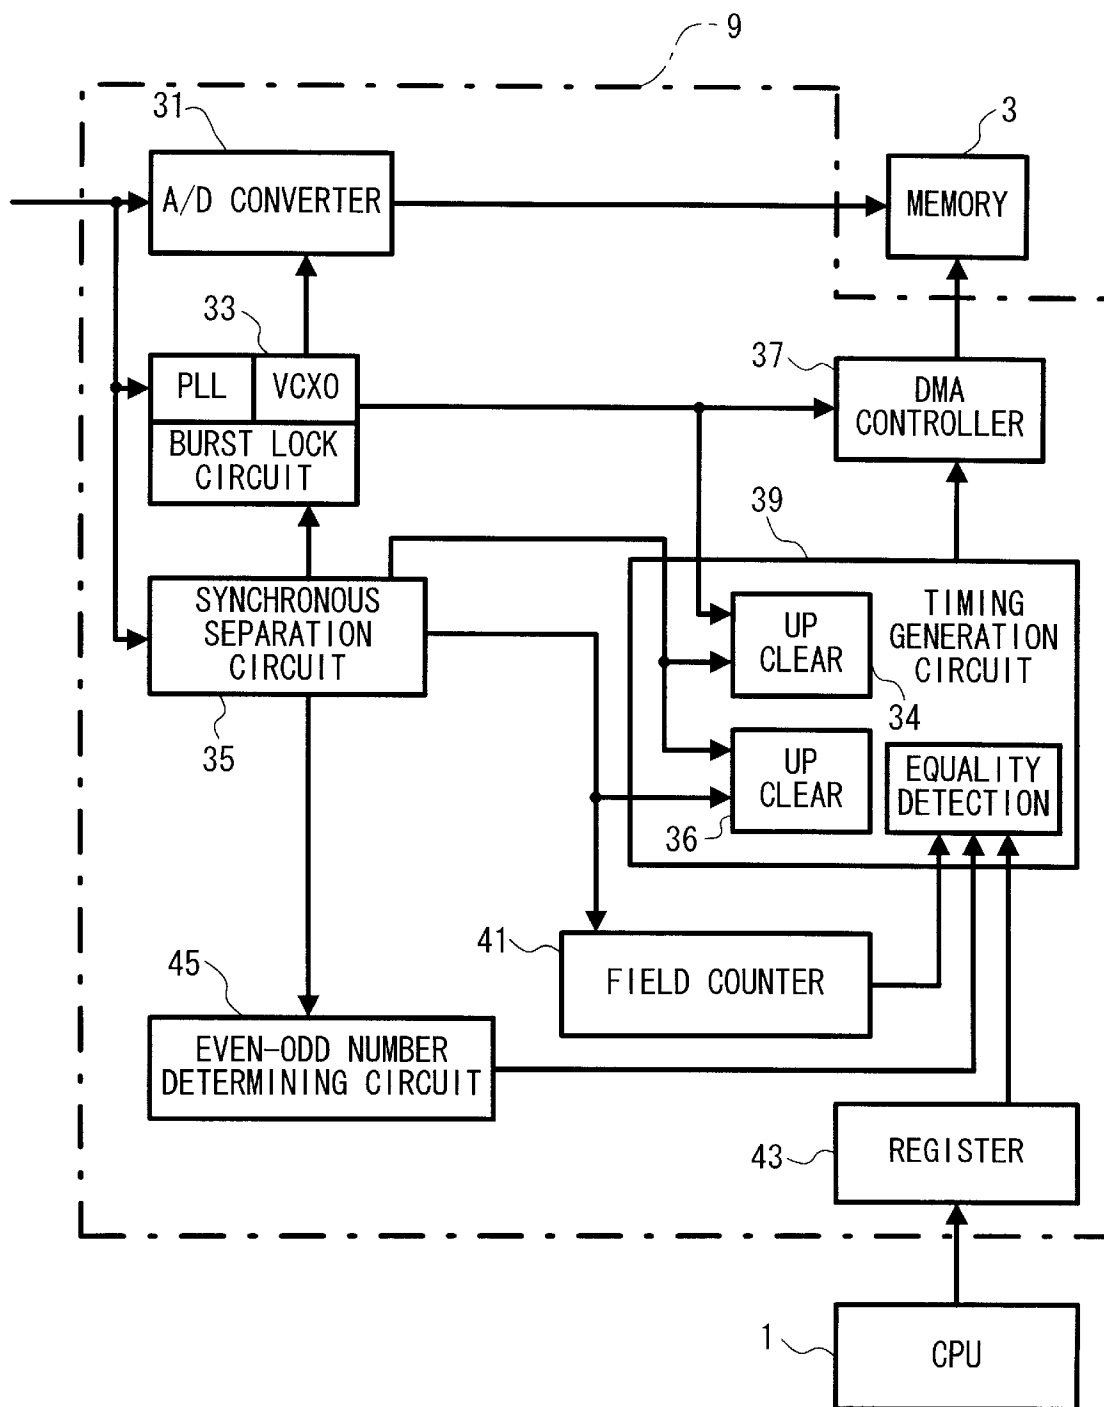 9
31
3
A/D CONVERTER
MEMORY
33
37
PLL
VCXO
DMA
CONTROLLER
BURST LOCK
CIRCUIT
39
SYNCHRONOUS
SEPARATION
CIRCUIT
TIMING
GENERATION
CIRCUIT
UP
CLEAR
34
35
UP
CLEAR
EQUALITY
DETECTION
36
41
FIELD COUNTER
45
EVEN-ODD NUMBER
DETERMINING CIRCUIT
43
REGISTER
1
CPU